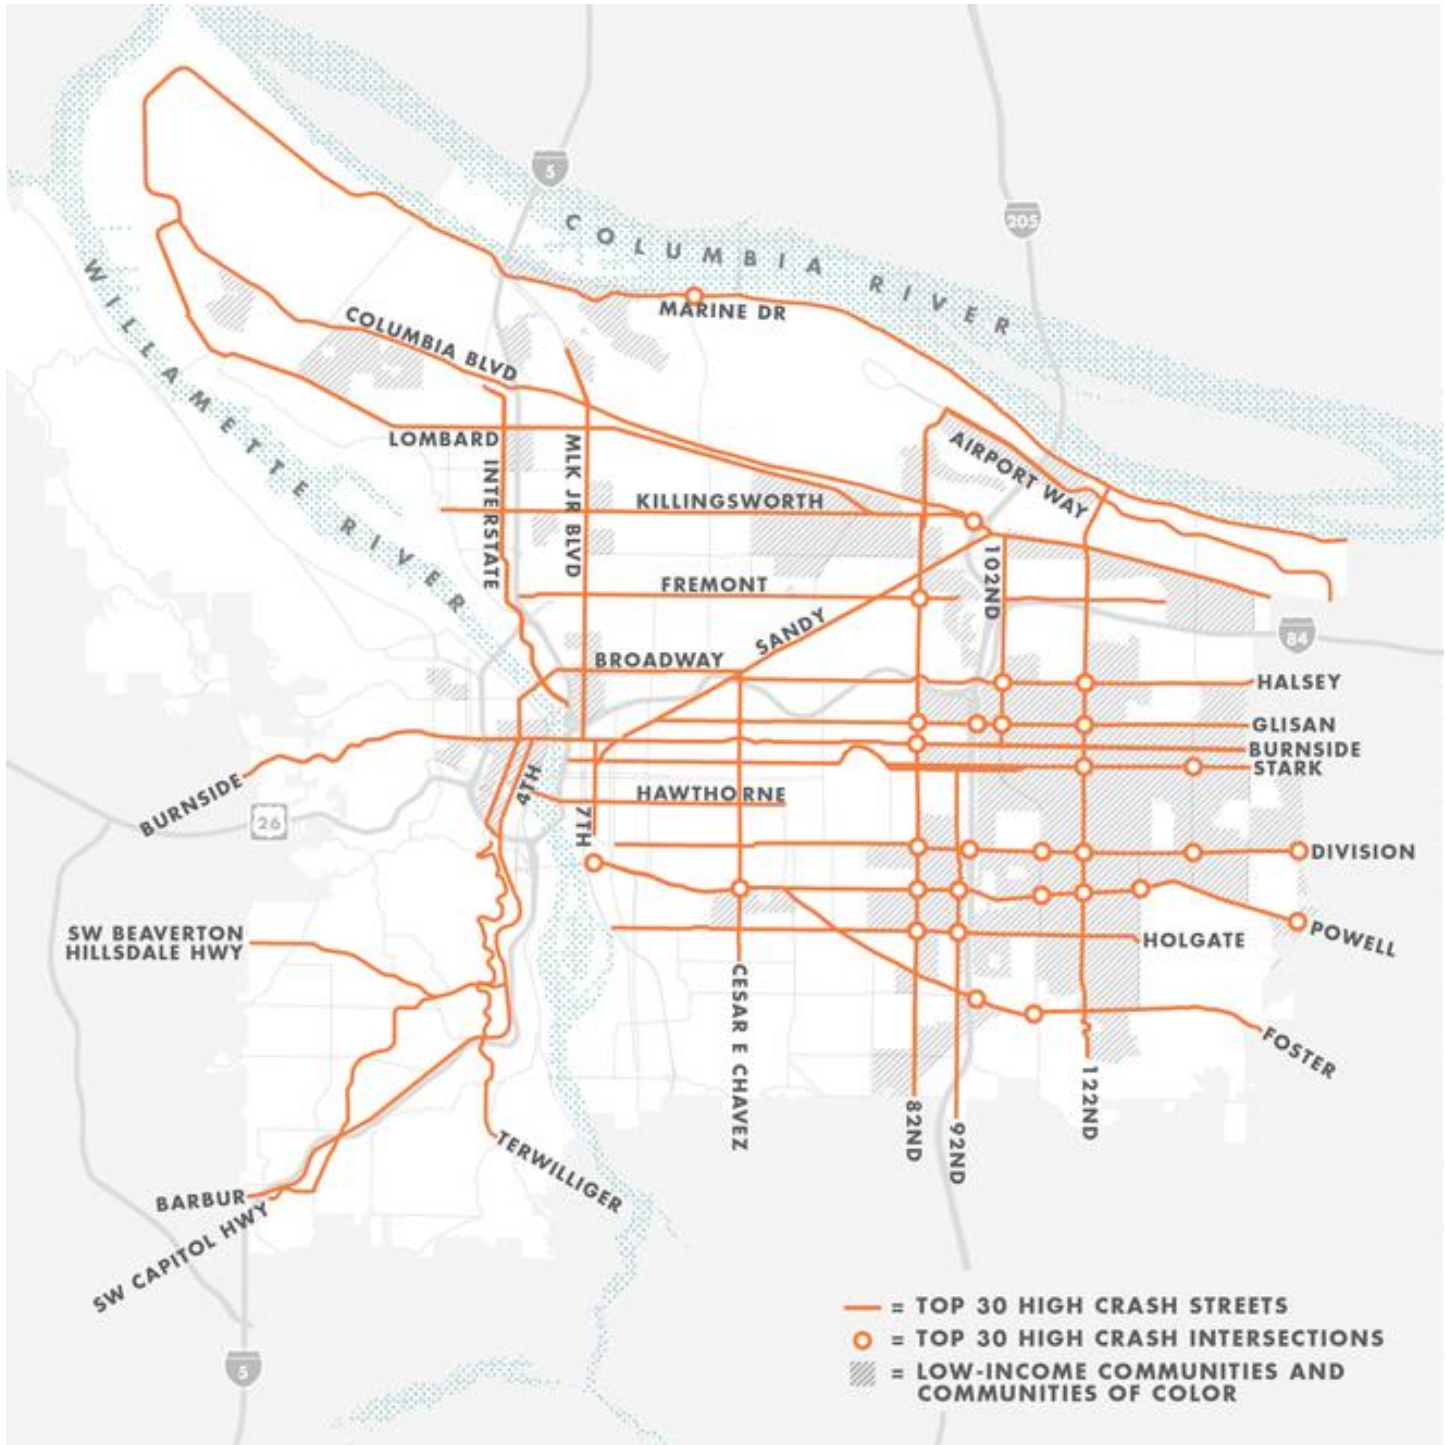 5
205
COLUMBIA RIVER
WILLAMETTE RIVER
MARINE DR
COLUMBIA BLVD
LOMBARD
INTERSTATE
MLK JR BLVD
AIRPORT WAY
KILLINGSWORTH
102ND
FREMONT
SANDY
84
BROADWAY
HALSEY
GLISAN
BURNSIDE
STARK
BURNSIDE
26
4TH
HAWTHORNE
7TH
DIVISION
SW BEAVERTON
HILLSDALE HWY
POWELL
HOLGATE
CESAR E CHAVEZ
FOSTER
82ND
92ND
122ND
TERWILLIGER
BARBUR
SW CAPITOL HWY
5
= TOP 30 HIGH CRASH STREETS
= TOP 30 HIGH CRASH INTERSECTIONS
= LOW-INCOME COMMUNITIES AND
COMMUNITIES OF COLOR